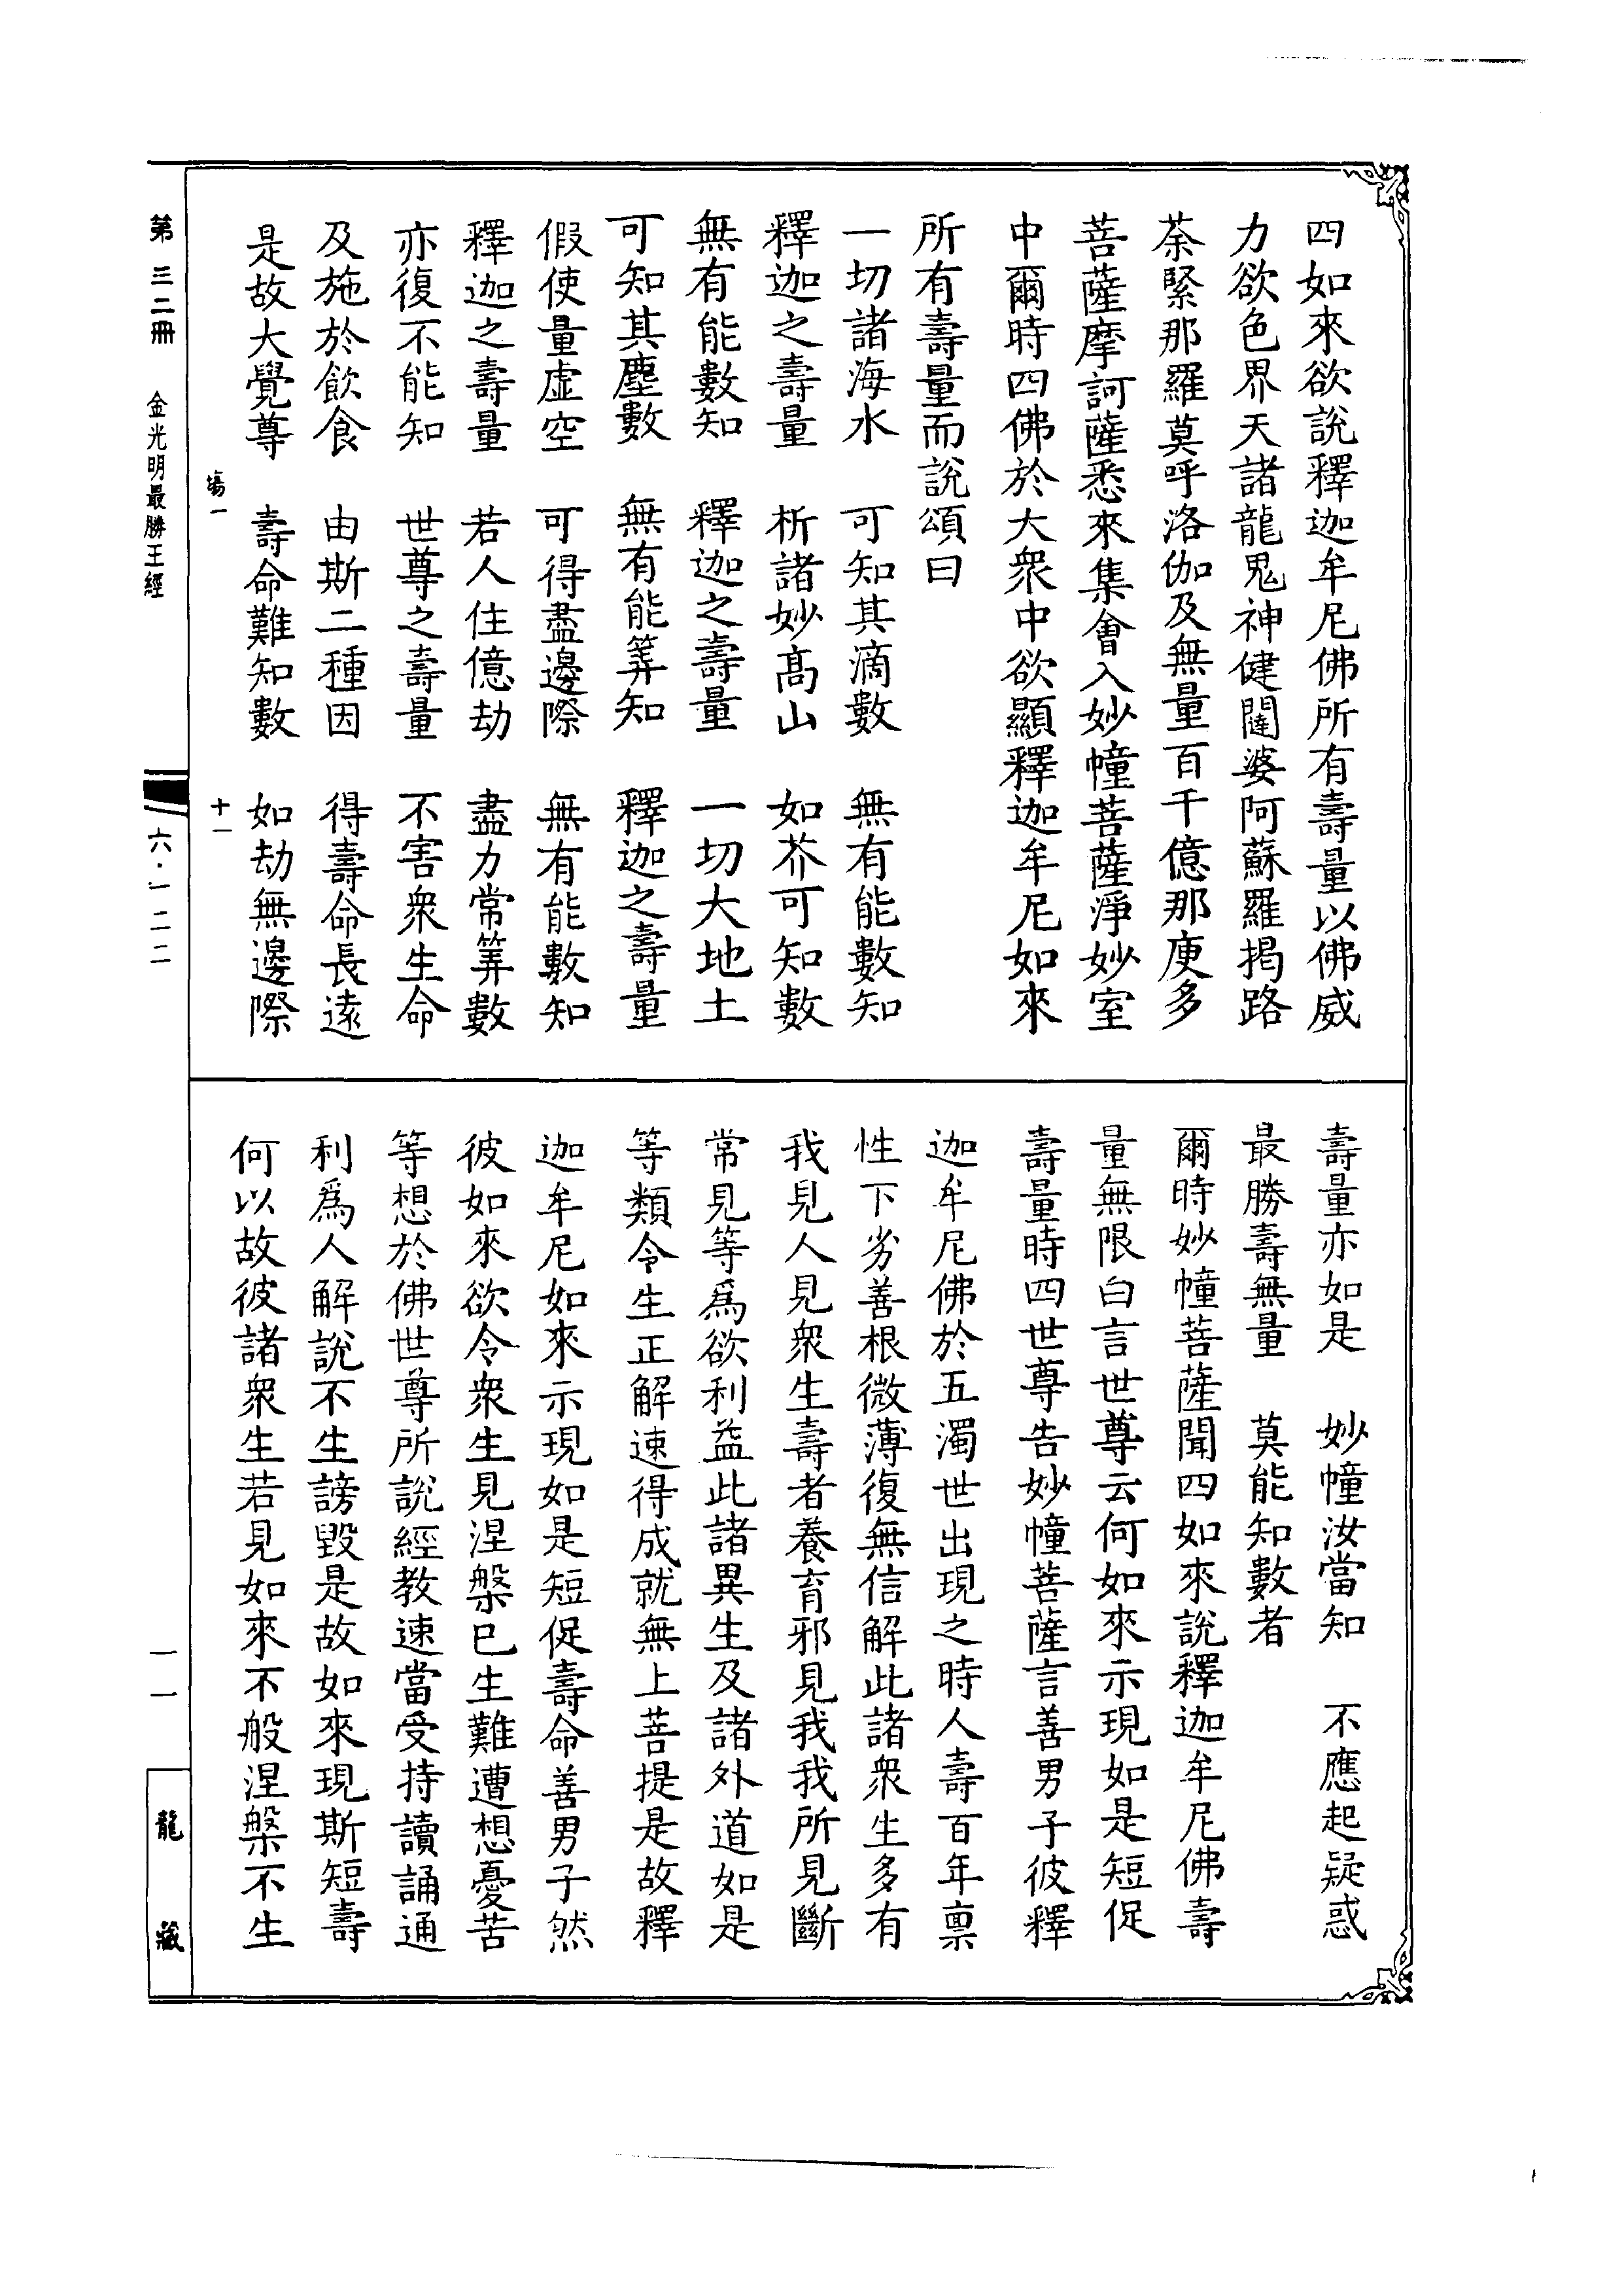 四如來欲說釋迦牟尼佛所有壽量以佛威
力欲色界天諸龍鬼神健闥婆阿蘇羅揭路
荼緊那羅莫呼洛伽及無量百千億那庾多
菩薩摩訶薩悉來集會入妙幢菩薩淨妙室
中爾時四佛於大衆中欲顯釋迦牟尼如來
所有壽量而說頌曰
一切諸海水　可知其滴數　無有能數知
釋迦之壽量　析諸妙髙山　如芥可知數
無有能數知　釋迦之壽量　一切大地土
可知其塵數　無有能筭知　釋迦之壽量
假使量虛空　可得盡邊際　無有能數知
釋迦之壽量　若人住億劫　盡力常筭數
亦復不能知　世尊之壽量　不害衆生命
及施於飲食　由斯二種因　得壽命長遠
是故大覺尊　壽命難知數　如劫無邊際
塲一　十一
壽量亦如是　妙幢汝當知　不應起疑惑
最勝壽無量　莫能知數者
爾時妙幢菩薩聞四如來說釋迦牟尼佛壽
量無限白言世尊云何如來示現如是短促
壽量時四世尊告妙幢菩薩言善男子彼釋
迦牟尼佛於五濁世出現之時人壽百年禀
性下劣善根微薄復無信解此諸衆生多有
我見人見衆生壽者養育邪見我我所見斷
常見等爲欲利益此諸異生及諸外道如是
等類令生正解速得成就無上菩提是故釋
迦牟尼如來示現如是短促壽命善男子然
彼如來欲令衆生見涅槃已生難遭想憂苦
等想於佛世尊所說經教速當受持讀誦通
利爲人解說不生謗毀是故如來現斯短壽
何以故彼諸衆生若見如來不般涅槃不生
第三二冊　金光明最勝王經　六·一二二　一一　龍藏